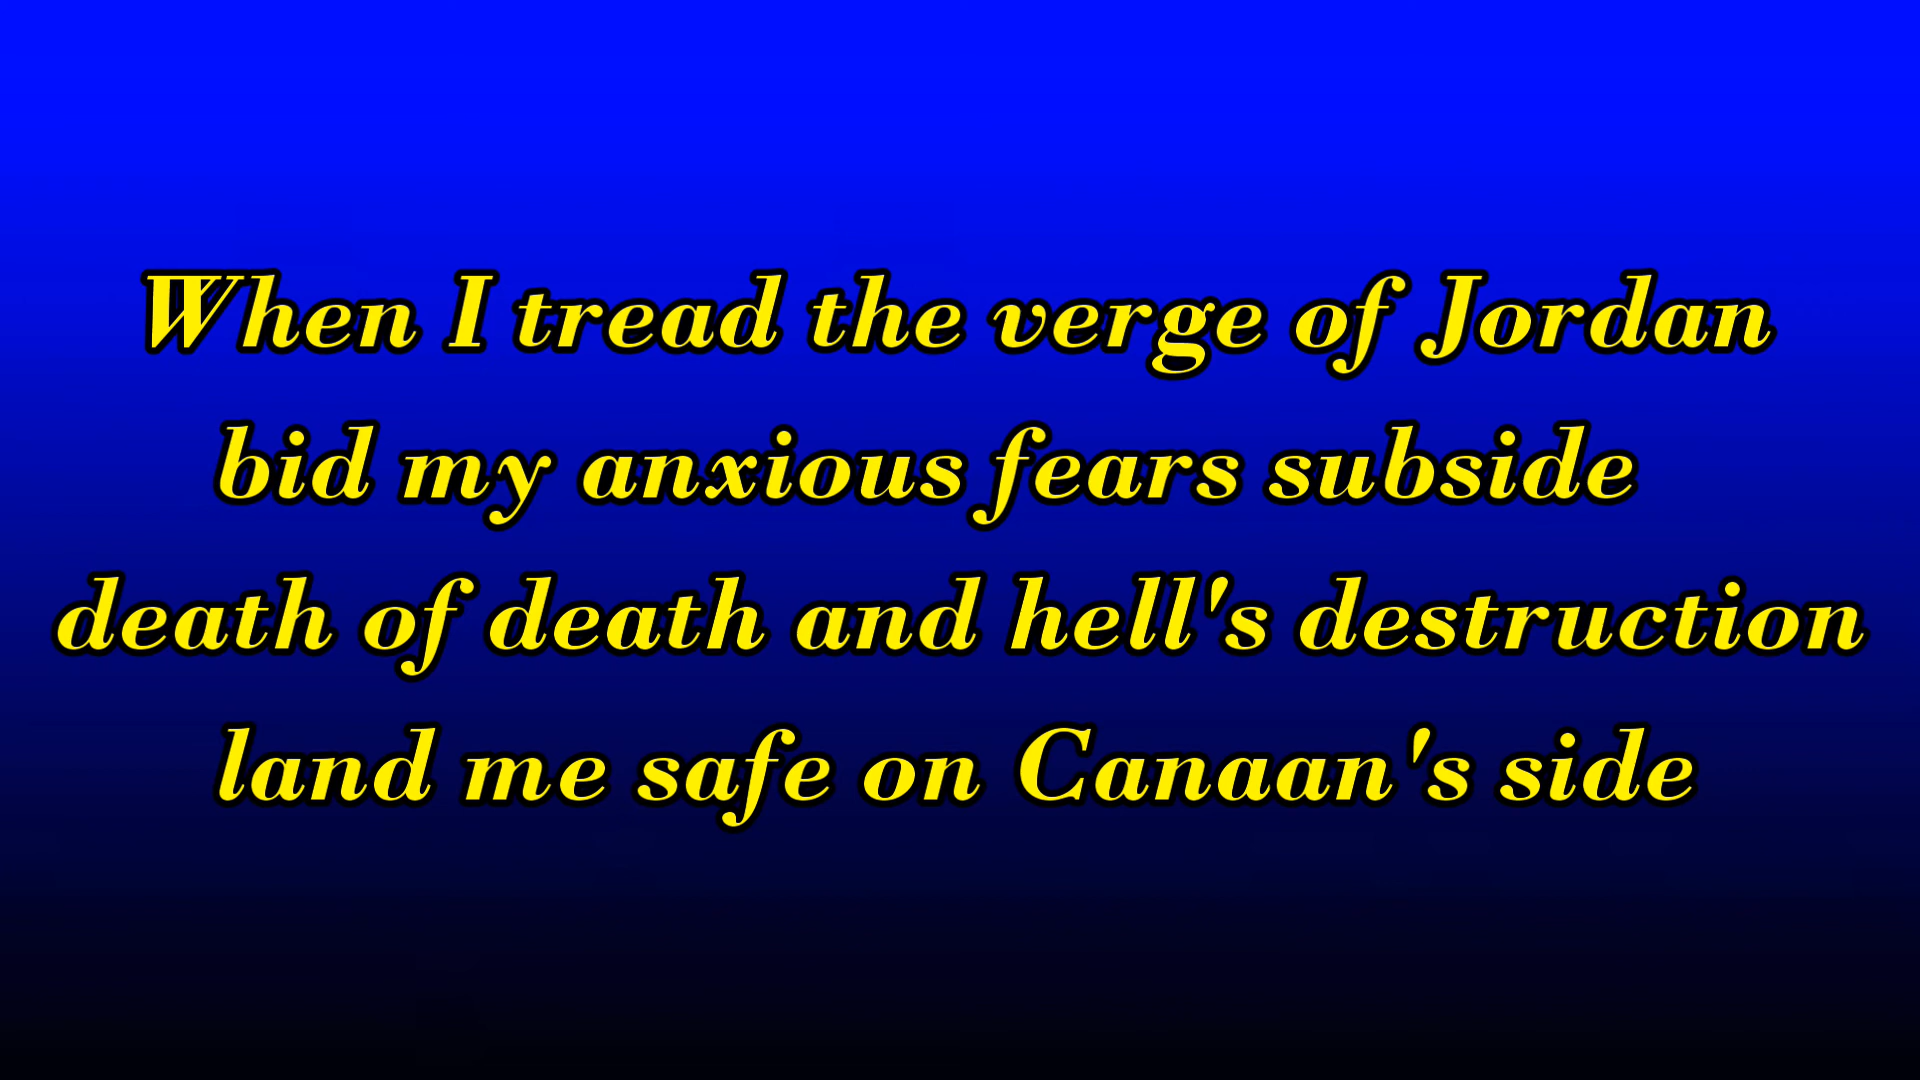 When I tread the verge of Jordan
bid my anxious fears subside
death of death and hell's destruction
land me safe on Canaan's side